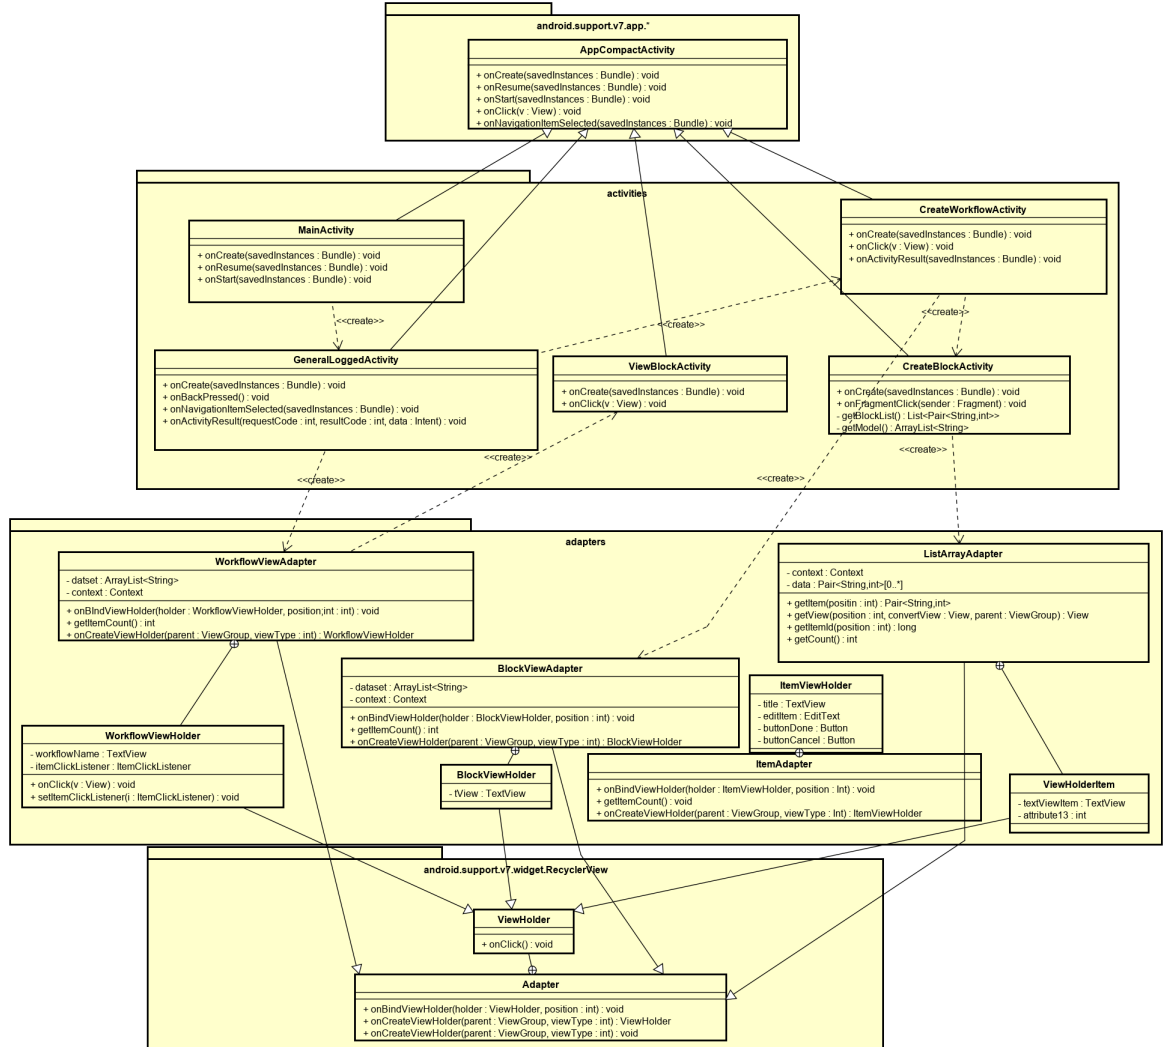 android.support.v7.app.*
AppCompactActivity
+ onCreate(savedInstances : Bundle) : void
+ onResume(savedInstances : Bundle) : void
+ onStart(savedInstances : Bundle) : void
+ onClick(v : View) : void
+ onNavigationItemSelected(savedInstances : Bundle) : void
activities
MainActivity
+ onCreate(savedInstances : Bundle) : void
+ onResume(savedInstances : Bundle) : void
+ onStart(savedInstances : Bundle) : void
CreateWorkflowActivity
+ onCreate(savedInstances : Bundle) : void
+ onClick(v : View) : void
+ onActivityResult(savedInstances : Bundle) : void
<<create>>
<<create>>
<<create>>
GeneralLoggedActivity
+ onCreate(savedInstances : Bundle) : void
+ onBackPressed() : void
+ onNavigationItemSelected(savedInstances : Bundle) : void
+ onActivityResult(requestCode : int, resultCode : int, data : Intent) : void
ViewBlockActivity
+ onCreate(savedInstances : Bundle) : void
+ onClick(v : View) : void
CreateBlockActivity
+ onCreate(savedInstances : Bundle) : void
+ onFragmentClick(sender : Fragment) : void
- getBlockList() : List<Pair<String,int>>
- getModel() : ArrayList<String>
<<create>>
<<create>>
<<create>>
<<create>>
adapters
WorkflowViewAdapter
- datset : ArrayList<String>
- context : Context
+ onBIndViewHolder(holder : WorkflowViewHolder, position;int : int) : void
+ getItemCount() : int
+ onCreateViewHolder(parent : ViewGroup, viewType : int) : WorkflowViewHolder
ListArrayAdapter
- context : Context
- data : Pair<String,int>[0..*]
+ getItem(positin : int) : Pair<String,int>
+ getView(position : int, convertView : View, parent : ViewGroup) : View
+ getItemId(position : int) : long
+ getCount() : int
BlockViewAdapter
- dataset : ArrayList<String>
- context : Context
+ onBindViewHolder(holder : BlockViewHolder, position : int) : void
+ getItemCount() : int
+ onCreateViewHolder(parent : ViewGroup, viewType : int) : BlockViewHolder
ItemViewHolder
- title : TextView
- editItem : EditText
- buttonDone : Button
- buttonCancel : Button
WorkflowViewHolder
- workflowName : TextView
- itemClickListener : ItemClickListener
+ onClick(v : View) : void
+ setItemClickListener(i : ItemClickListener) : void
BlockViewHolder
- tView : TextView
ItemAdapter
+ onBindViewHolder(holder : ItemViewHolder, position : Int) : void
+ getItemCount() : void
+ onCreateViewHolder(parent : ViewGroup, viewType : Int) : ItemViewHolder
ViewHolderItem
- textViewItem : TextView
- attribute13 : int
android.support.v7.widget.RecyclerView
ViewHolder
+ onClick() : void
Adapter
+ onBindViewHolder(holder : ViewHolder, position : int) : void
+ onCreateViewHolder(parent : ViewGroup, viewType : int) : ViewHolder
+ onCreateViewHolder(parent : ViewGroup, viewType : int) : void